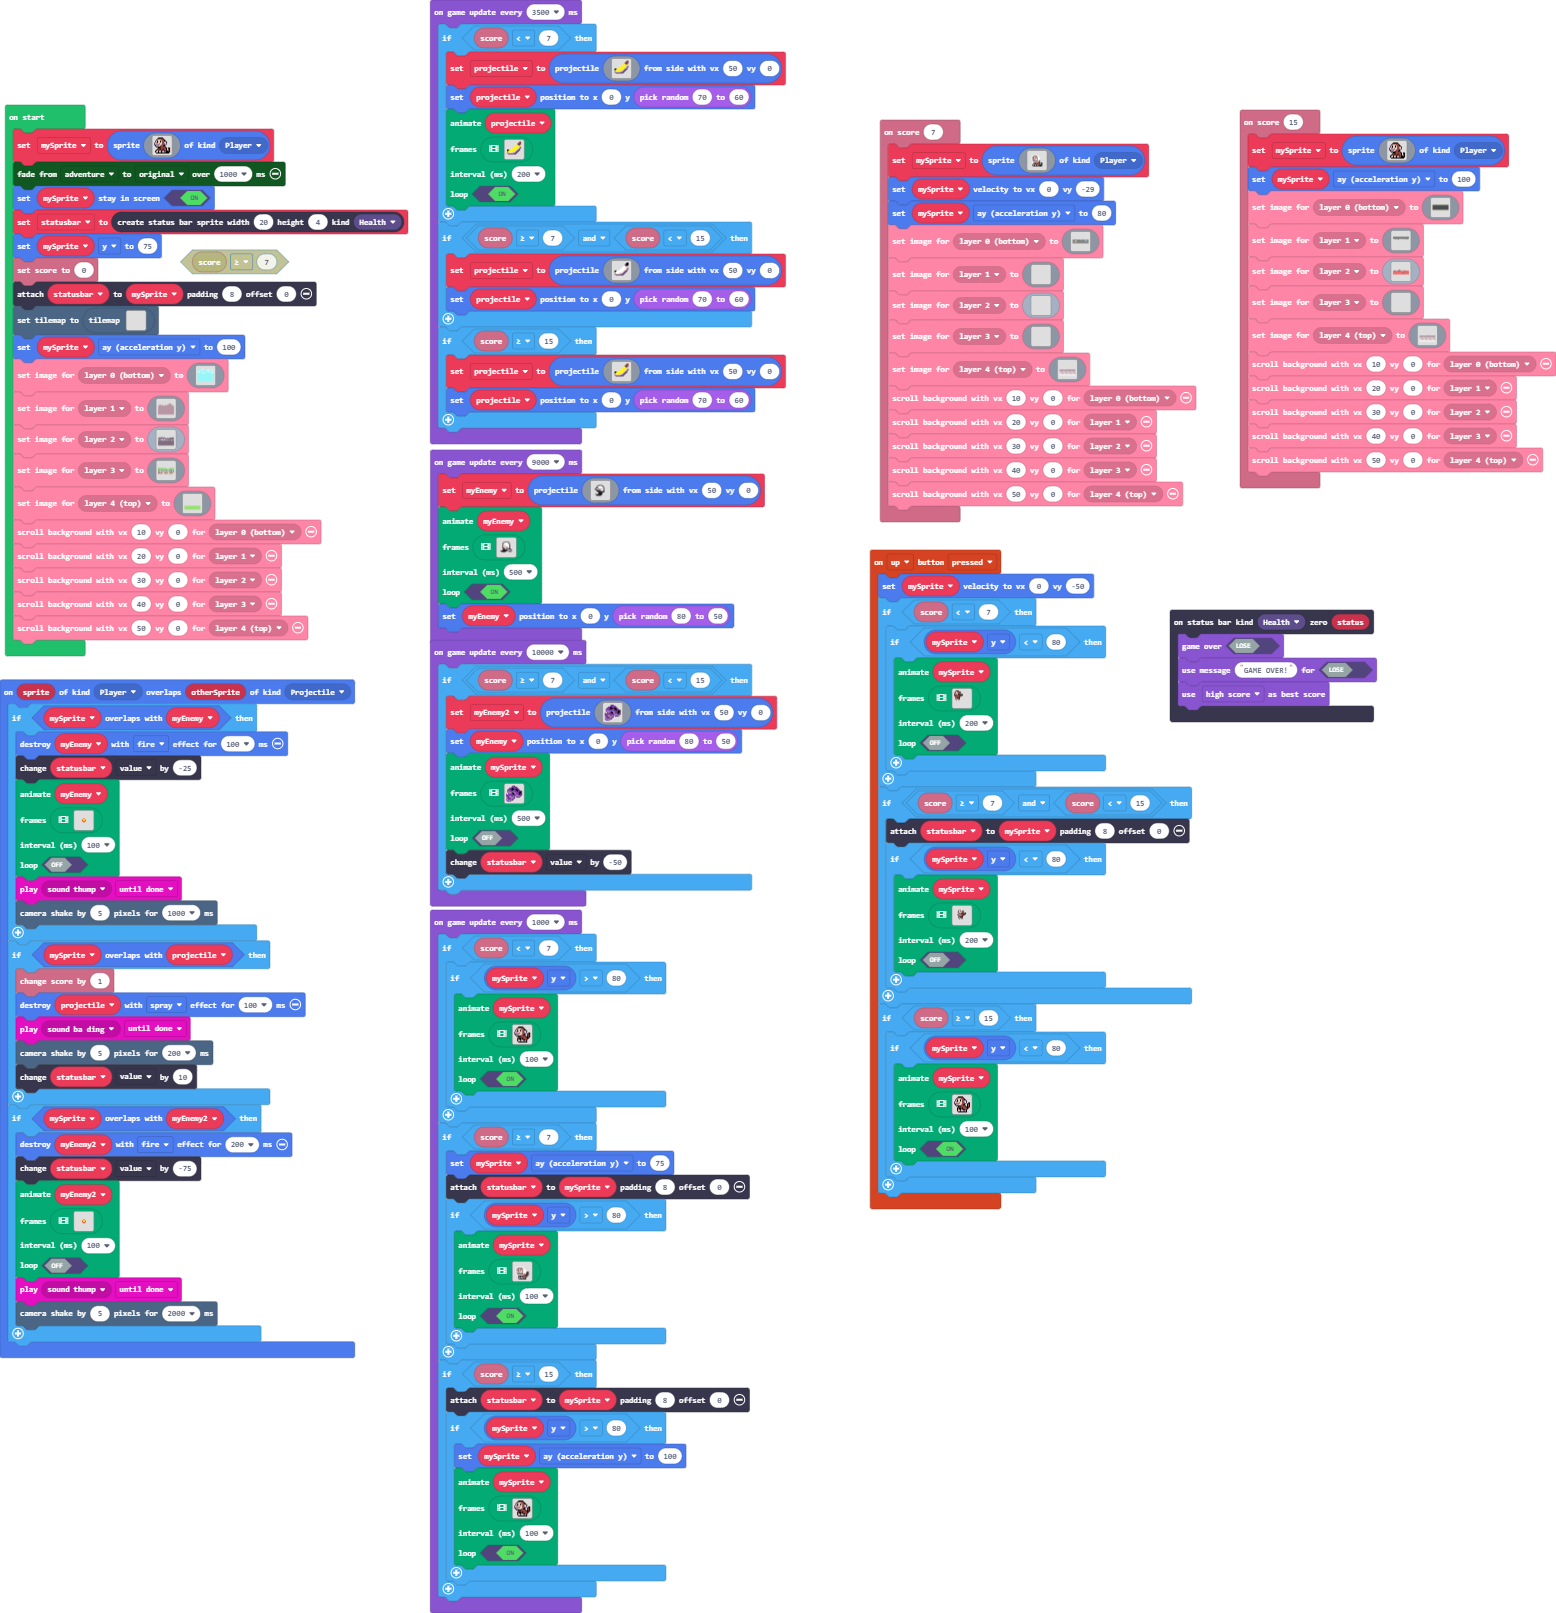 on start
set mySprite to sprite of kind Player
fade from adventure to original over 1000 ms
set mySprite stay in screen ON
set statusbar to create status bar sprite width 20 height 4 kind Health
set mySprite y to 75
score ≥ 7
set score to 0
attach statusbar to mySprite padding 8 offset 0
set tilemap to tilemap
set mySprite ay (acceleration y) to 100
set image for layer 0 (bottom) to
set image for layer 1 to
set image for layer 2 to
set image for layer 3 to
set image for layer 4 (top) to
scroll background with vx 10 vy 0 for layer 0 (bottom)
scroll background with vx 20 vy 0 for layer 1
scroll background with vx 30 vy 0 for layer 2
scroll background with vx 40 vy 0 for layer 3
scroll background with vx 50 vy 0 for layer 4 (top)
on sprite of kind Player overlaps otherSprite of kind Projectile
if mySprite overlaps with myEnemy then
destroy myEnemy with fire effect for 100 ms
change statusbar value by -25
animate myEnemy
frames
interval (ms) 100
loop OFF
play sound thump until done
camera shake by 5 pixels for 1000 ms
if mySprite overlaps with projectile then
change score by 1
destroy projectile with spray effect for 100 ms
play sound ba ding until done
camera shake by 5 pixels for 200 ms
change statusbar value by 10
if mySprite overlaps with myEnemy2 then
destroy myEnemy2 with fire effect for 200 ms
change statusbar value by -75
animate myEnemy2
frames
interval (ms) 100
loop OFF
play sound thump until done
camera shake by 5 pixels for 2000 ms
on game update every 3500 ms
if score < 7 then
set projectile to projectile from side with vx 50 vy 0
set projectile position to x 0 y pick random 70 to 60
animate projectile
frames
interval (ms) 200
loop ON
if score ≥ 7 and score < 15 then
set projectile to projectile from side with vx 50 vy 0
set projectile position to x 0 y pick random 70 to 60
if score ≥ 15 then
set projectile to projectile from side with vx 50 vy 0
set projectile position to x 0 y pick random 70 to 60
on game update every 9000 ms
set myEnemy to projectile from side with vx 50 vy 0
animate myEnemy
frames
interval (ms) 500
loop ON
set myEnemy position to x 0 y pick random 80 to 50
on game update every 10000 ms
if score ≥ 7 and score < 15 then
set myEnemy2 to projectile from side with vx 50 vy 0
set myEnemy position to x 0 y pick random 80 to 50
animate mySprite
frames
interval (ms) 500
loop OFF
change statusbar value by -50
on game update every 1000 ms
if score < 7 then
if mySprite y > 80 then
animate mySprite
frames
interval (ms) 100
loop ON
if score ≥ 7 then
set mySprite ay (acceleration y) to 75
attach statusbar to mySprite padding 8 offset 0
if mySprite y > 80 then
animate mySprite
frames
interval (ms) 100
loop ON
if score ≥ 15 then
attach statusbar to mySprite padding 8 offset 0
if mySprite y > 80 then
set mySprite ay (acceleration y) to 100
animate mySprite
frames
interval (ms) 100
loop ON
on score 7
set mySprite to sprite of kind Player
set mySprite velocity to vx 0 vy -29
set mySprite ay (acceleration y) to 80
set image for layer 0 (bottom) to
set image for layer 1 to
set image for layer 2 to
set image for layer 3 to
set image for layer 4 (top) to
scroll background with vx 10 vy 0 for layer 0 (bottom)
scroll background with vx 20 vy 0 for layer 1
scroll background with vx 30 vy 0 for layer 2
scroll background with vx 40 vy 0 for layer 3
scroll background with vx 50 vy 0 for layer 4 (top)
on up button pressed
set mySprite velocity to vx 0 vy -50
if score < 7 then
if mySprite y < 80 then
animate mySprite
frames
interval (ms) 200
loop OFF
if score ≥ 7 and score < 15 then
attach statusbar to mySprite padding 8 offset 0
if mySprite y < 80 then
animate mySprite
frames
interval (ms) 200
loop OFF
if score ≥ 15 then
if mySprite y < 80 then
animate mySprite
frames
interval (ms) 100
loop ON
on score 15
set mySprite to sprite of kind Player
set mySprite ay (acceleration y) to 100
set image for layer 0 (bottom) to
set image for layer 1 to
set image for layer 2 to
set image for layer 3 to
set image for layer 4 (top) to
scroll background with vx 10 vy 0 for layer 0 (bottom)
scroll background with vx 20 vy 0 for layer 1
scroll background with vx 30 vy 0 for layer 2
scroll background with vx 40 vy 0 for layer 3
scroll background with vx 50 vy 0 for layer 4 (top)
on status bar kind Health zero status
game over LOSE
use message "GAME OVER!" for LOSE
use high score as best score